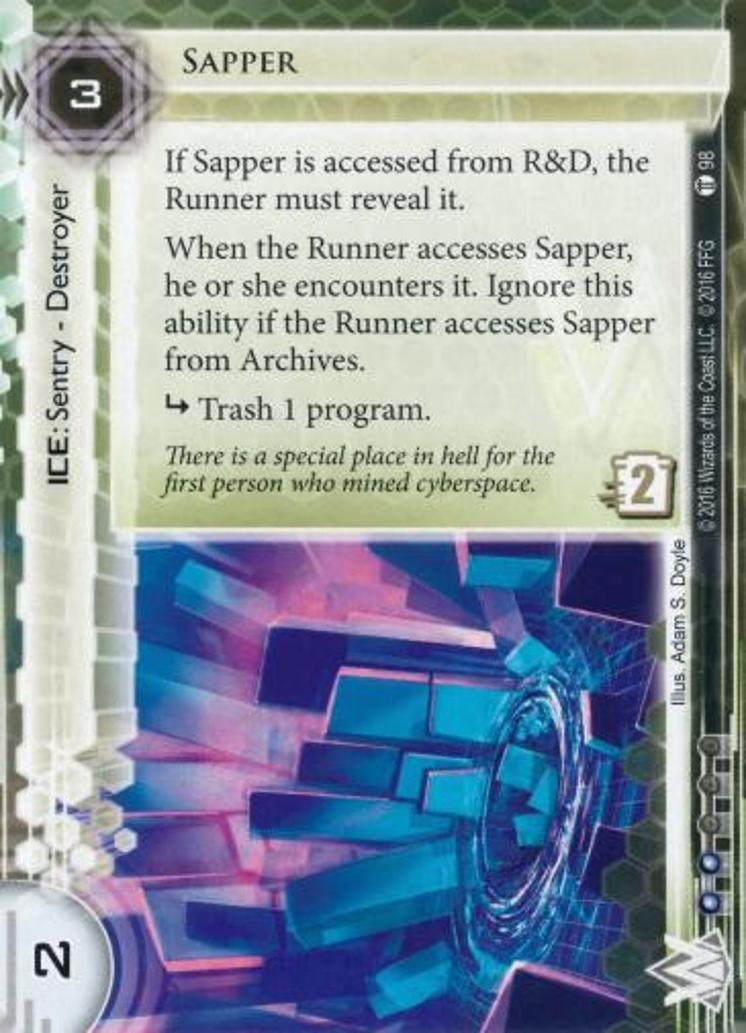 3
SAPPER
ICE: Sentry - Destroyer
If Sapper is accessed from R&D, the
Runner must reveal it.
When the Runner accesses Sapper,
he or she encounters it. Ignore this
ability if the Runner accesses Sapper
from Archives.
↳ Trash 1 program.
There is a special place in hell for the
first person who mined cyberspace.
2
© 2016 Wizards of the Coast LLC. © 2016 FFG 98
Illus. Adam S. Doyle
2